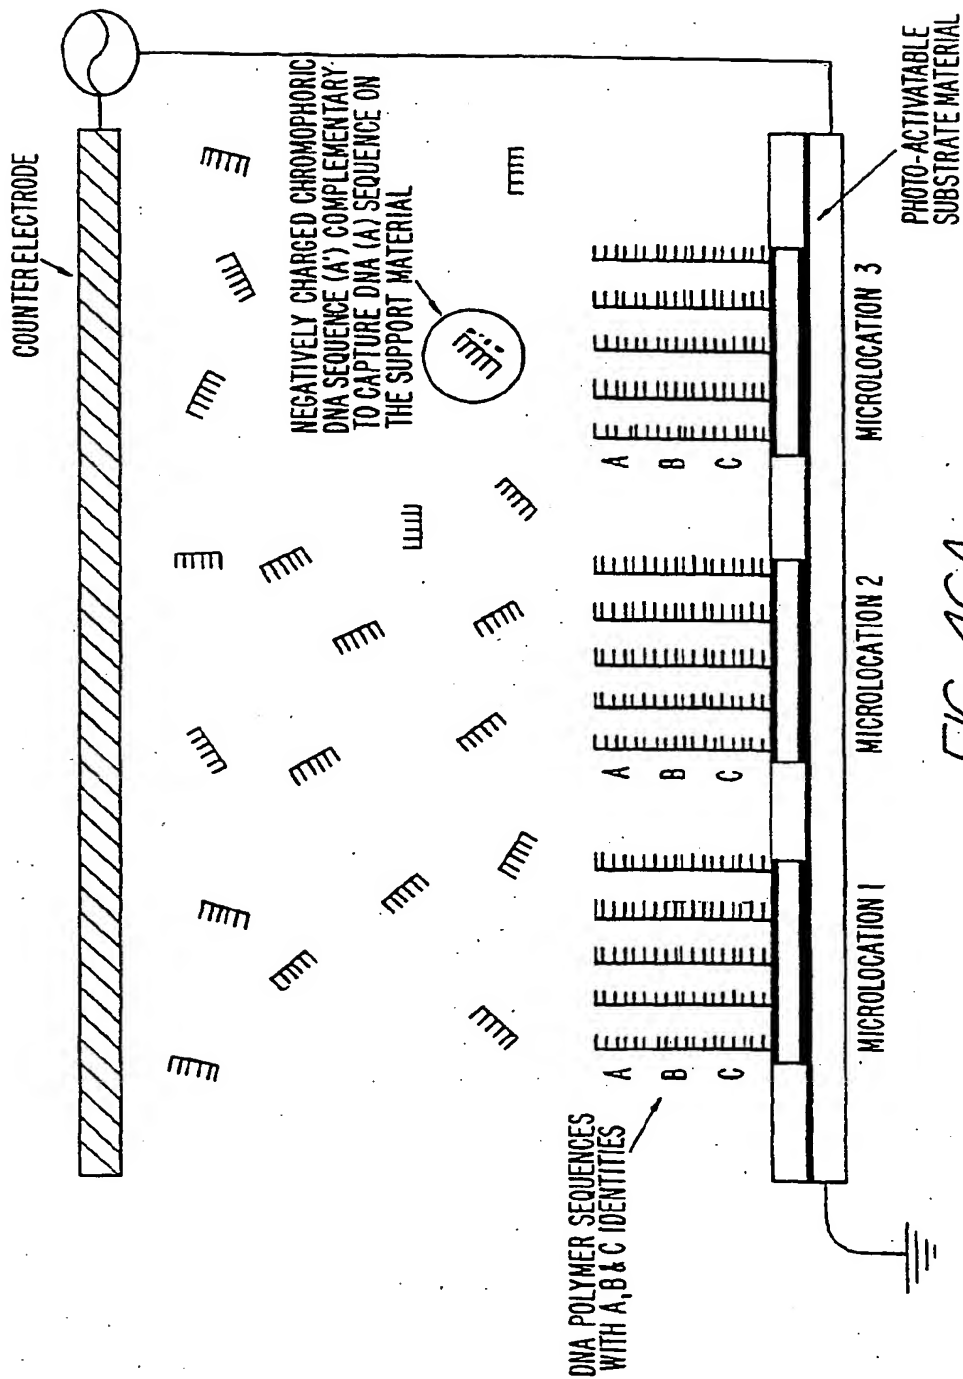 COUNTER ELECTRODE
NEGATIVELY CHARGED CHROMOPHORIC
DNA SEQUENCE (A') COMPLEMENTARY
TO CAPTURE DNA (A) SEQUENCE ON
THE SUPPORT MATERIAL
DNA POLYMER SEQUENCES
WITH A,B & C IDENTITIES
A
B
C
A
B
C
A
B
C
MICROLOCATION 1
MICROLOCATION 2
MICROLOCATION 3
PHOTO-ACTIVATABLE
SUBSTRATE MATERIAL